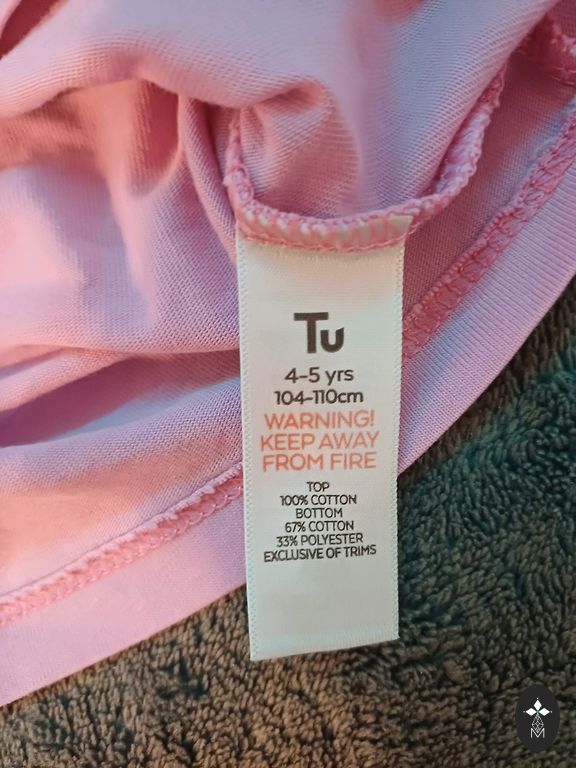 Tu
4-5 yrs
104-110cm
WARNING!
KEEP AWAY
FROM FIRE
TOP
100% COTTON
BOTTOM
67% COTTON
33% POLYESTER
EXCLUSIVE OF TRIMS
M